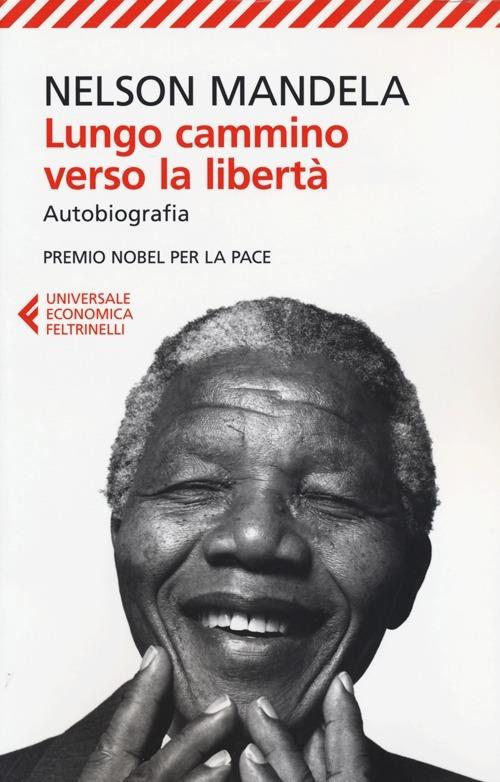 NELSON MANDELA
Lungo cammino
verso la libertà
Autobiografia
PREMIO NOBEL PER LA PACE
UNIVERSALE
ECONOMICA
FELTRINELLI